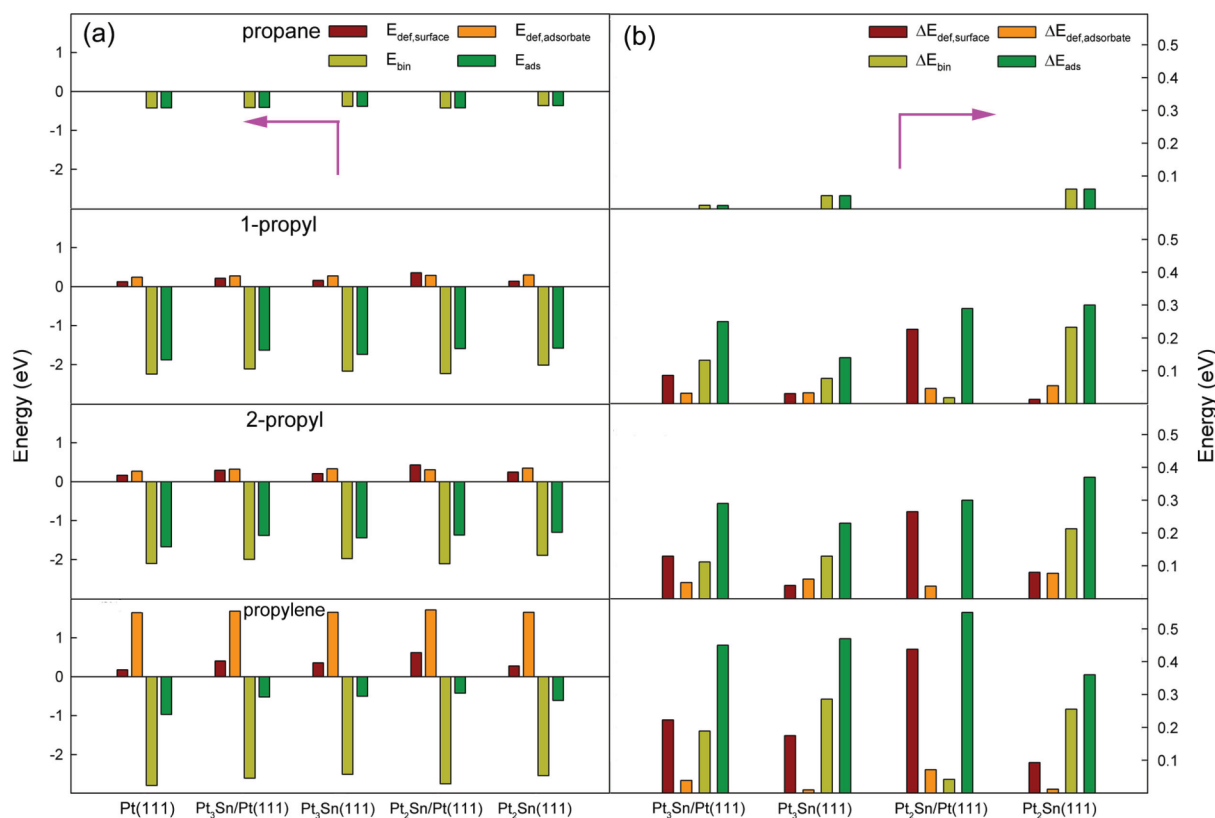 (a)
propane
E_def,surface
E_def,adsorbate
E_bin
E_ads
1
0
-1
-2
(b)
ΔE_def,surface
ΔE_def,adsorbate
ΔE_bin
ΔE_ads
0.5
0.4
0.3
0.2
0.1
1-propyl
1
0
-1
-2
0.5
0.4
0.3
0.2
0.1
2-propyl
1
0
-1
-2
0.5
0.4
0.3
0.2
0.1
propylene
1
0
-1
-2
0.5
0.4
0.3
0.2
0.1
Energy (eV)
Energy (eV)
Pt(111)
Pt₃Sn/Pt(111)
Pt₃Sn(111)
Pt₂Sn/Pt(111)
Pt₂Sn(111)
Pt₃Sn/Pt(111)
Pt₃Sn(111)
Pt₂Sn/Pt(111)
Pt₂Sn(111)